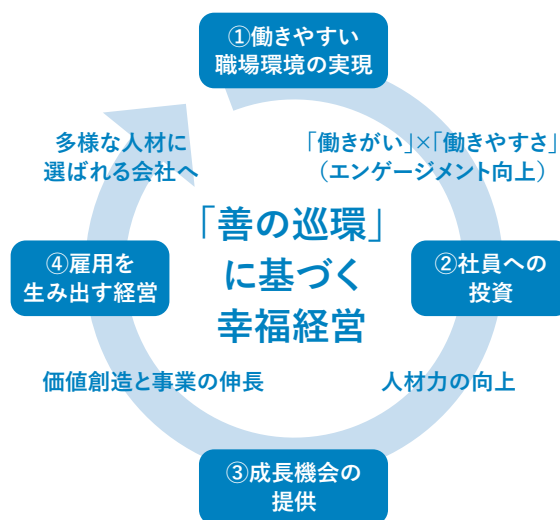 ①働きやすい
職場環境の実現
「働きがい」×「働きやすさ」
（エンゲージメント向上）
②社員への
投資
人材力の向上
③成長機会の
提供
価値創造と事業の伸長
④雇用を
生み出す経営
多様な人材に
選ばれる会社へ
「善の巡環」
に基づく
幸福経営